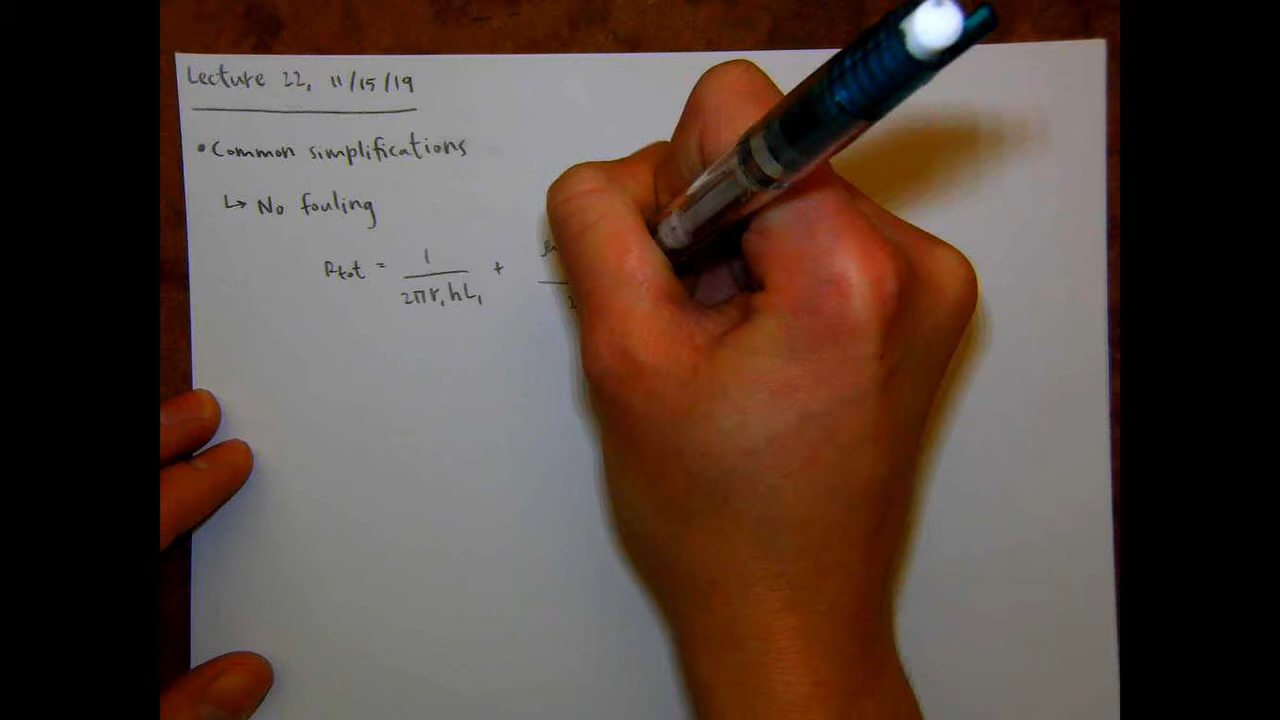 Lecture 22, 11/15/19
• Common simplifications
↳ No fouling
Rtot = 1 / 2πr₁hL₁ +